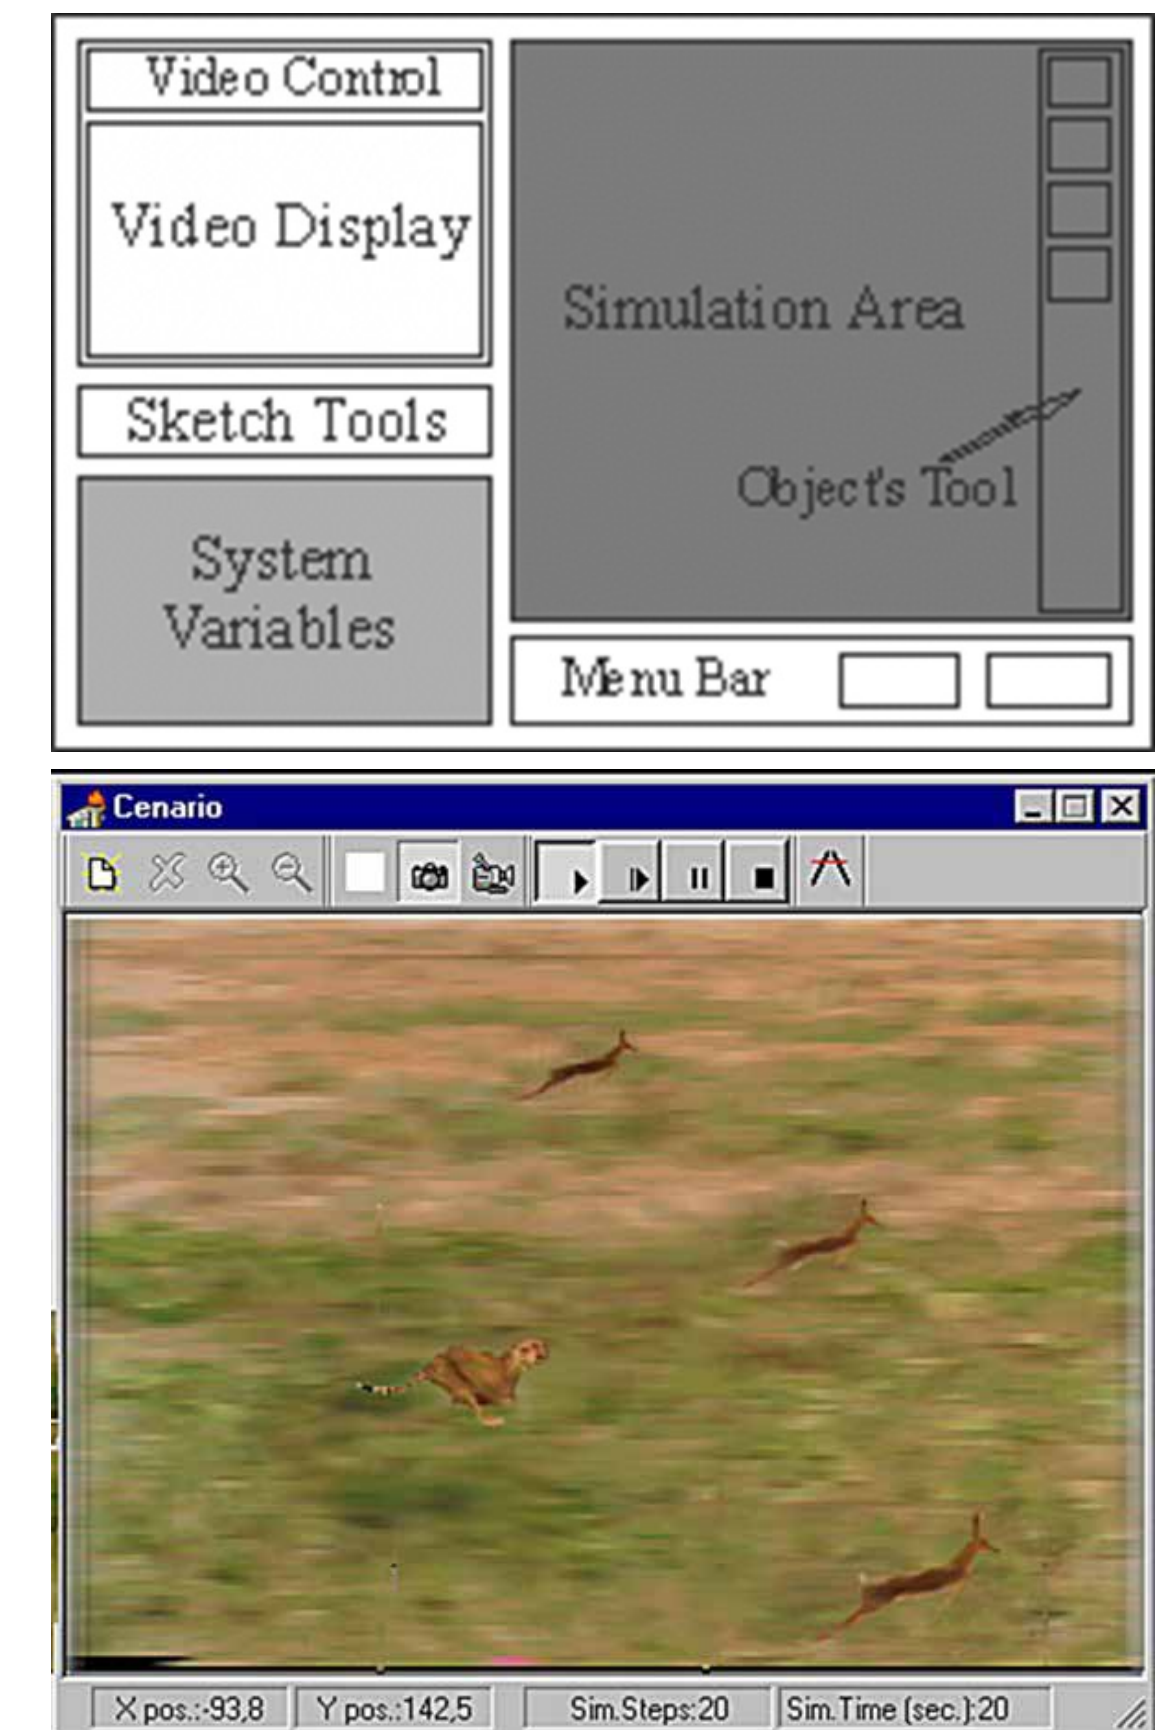 Video Control
Video Display
Simulation Area
Sketch Tools
Object's Tool
System
Variables
Menu Bar
Cenario
X pos.:-93,8 Y pos.:142,5 Sim.Steps:20 Sim.Time (sec.):20